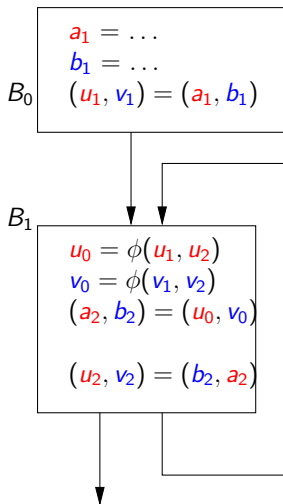 a₁ = …
b₁ = …
B₀
(u₁, v₁) = (a₁, b₁)
B₁
u₀ = ϕ(u₁, u₂)
v₀ = ϕ(v₁, v₂)
(a₂, b₂) = (u₀, v₀)
(u₂, v₂) = (b₂, a₂)